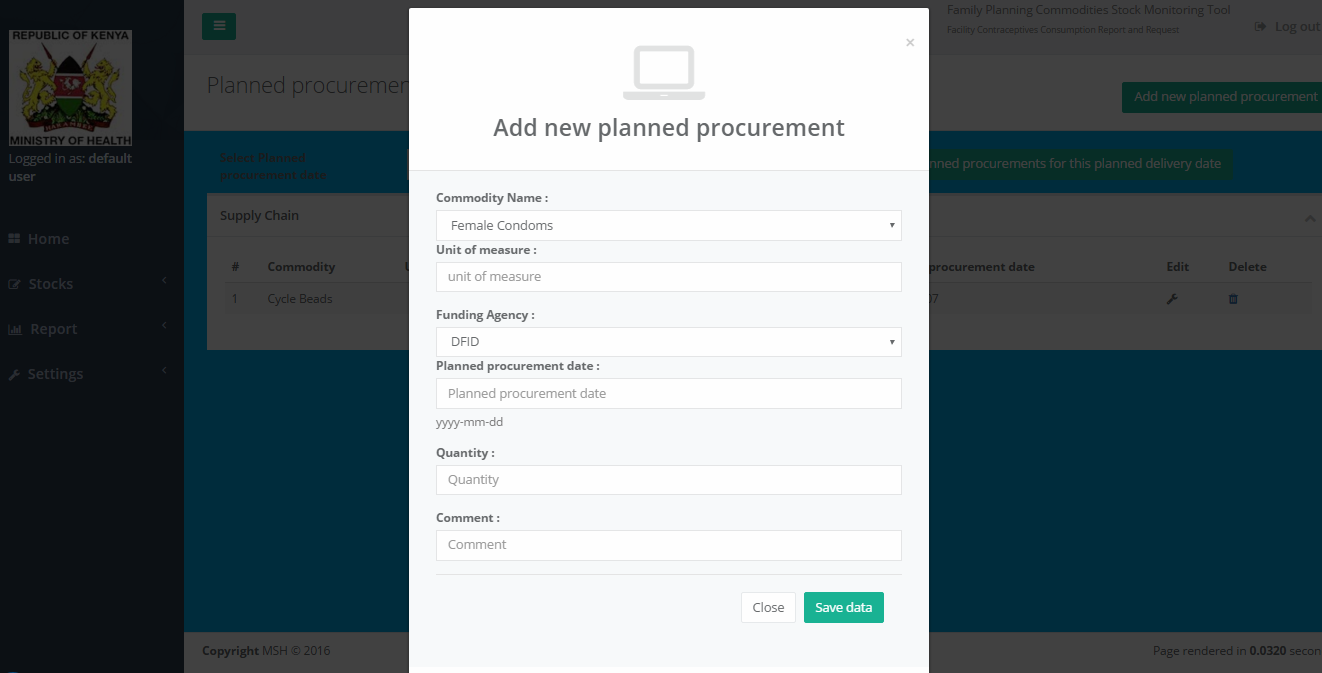 REPUBLIC OF KENYA
MINISTRY OF HEALTH
Logged in as: default
user
Home
Stocks
Report
Settings
Family Planning Commodities Stock Monitoring Tool
Facility Contraceptives Consumption Report and Request
Log out
Planned procuremen
Add new planned procurement
Select Planned
procurement date
nned procurements for this planned delivery date
Supply Chain
# Commodity procurement date Edit Delete
1 Cycle Beads 07
×
Add new planned procurement
Commodity Name :
Female Condoms
Unit of measure :
unit of measure
Funding Agency :
DFID
Planned procurement date :
Planned procurement date
yyyy-mm-dd
Quantity :
Quantity
Comment :
Comment
Close Save data
Copyright MSH © 2016
Page rendered in 0.0320 secon